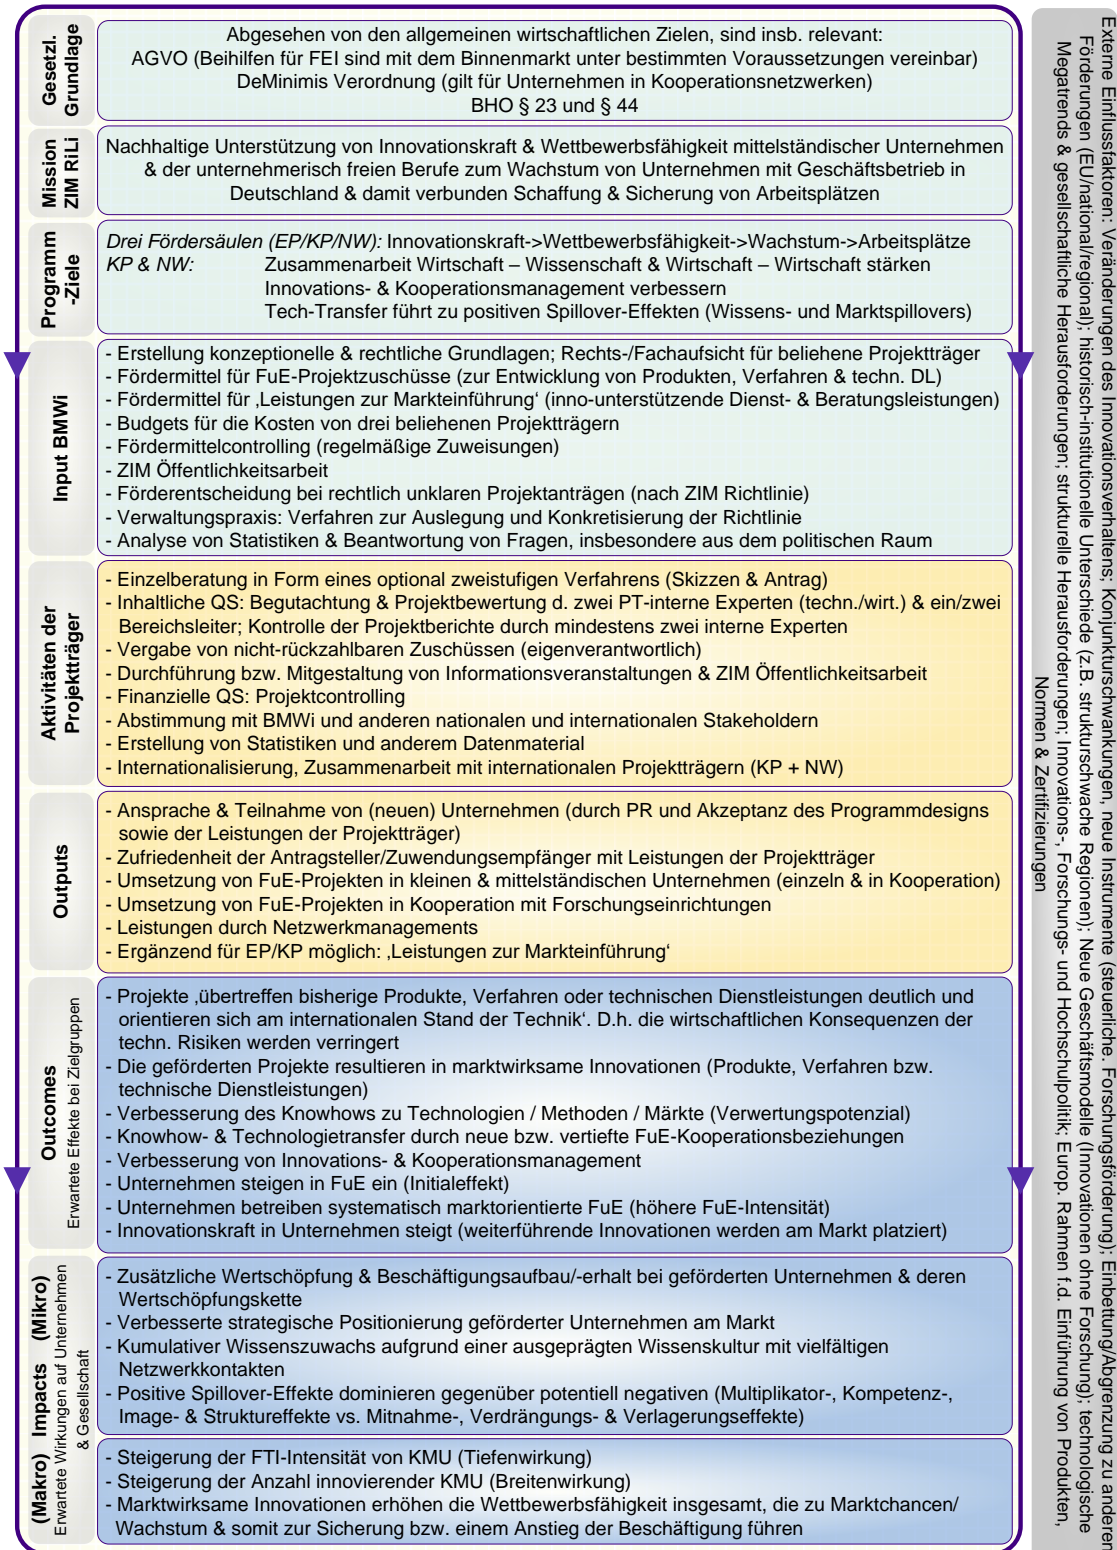 Gesetzl.
Grundlage
Abgesehen von den allgemeinen wirtschaftlichen Zielen, sind insb. relevant:
AGVO (Beihilfen für FEI sind mit dem Binnenmarkt unter bestimmten Voraussetzungen vereinbar)
DeMinimis Verordnung (gilt für Unternehmen in Kooperationsnetzwerken)
BHO § 23 und § 44
Mission
ZIM RiLi
Nachhaltige Unterstützung von Innovationskraft & Wettbewerbsfähigkeit mittelständischer Unternehmen
& der unternehmerisch freien Berufe zum Wachstum von Unternehmen mit Geschäftsbetrieb in
Deutschland & damit verbunden Schaffung & Sicherung von Arbeitsplätzen
Programm
-Ziele
Drei Fördersäulen (EP/KP/NW): Innovationskraft->Wettbewerbsfähigkeit->Wachstum->Arbeitsplätze
KP & NW: Zusammenarbeit Wirtschaft – Wissenschaft & Wirtschaft – Wirtschaft stärken
Innovations- & Kooperationsmanagement verbessern
Tech-Transfer führt zu positiven Spillover-Effekten (Wissens- und Marktspillovers)
Input BMWi
- Erstellung konzeptionelle & rechtliche Grundlagen; Rechts-/Fachaufsicht für beliehene Projektträger
- Fördermittel für FuE-Projektzuschüsse (zur Entwicklung von Produkten, Verfahren & techn. DL)
- Fördermittel für ‚Leistungen zur Markteinführung‘ (inno-unterstützende Dienst- & Beratungsleistungen)
- Budgets für die Kosten von drei beliehenen Projektträgern
- Fördermittelcontrolling (regelmäßige Zuweisungen)
- ZIM Öffentlichkeitsarbeit
- Förderentscheidung bei rechtlich unklaren Projektanträgen (nach ZIM Richtlinie)
- Verwaltungspraxis: Verfahren zur Auslegung und Konkretisierung der Richtlinie
- Analyse von Statistiken & Beantwortung von Fragen, insbesondere aus dem politischen Raum
Aktivitäten der
Projektträger
- Einzelberatung in Form eines optional zweistufigen Verfahrens (Skizzen & Antrag)
- Inhaltliche QS: Begutachtung & Projektbewertung d. zwei PT-interne Experten (techn./wirt.) & ein/zwei
Bereichsleiter; Kontrolle der Projektberichte durch mindestens zwei interne Experten
- Vergabe von nicht-rückzahlbaren Zuschüssen (eigenverantwortlich)
- Durchführung bzw. Mitgestaltung von Informationsveranstaltungen & ZIM Öffentlichkeitsarbeit
- Finanzielle QS: Projektcontrolling
- Abstimmung mit BMWi und anderen nationalen und internationalen Stakeholdern
- Erstellung von Statistiken und anderem Datenmaterial
- Internationalisierung, Zusammenarbeit mit internationalen Projektträgern (KP + NW)
Outputs
- Ansprache & Teilnahme von (neuen) Unternehmen (durch PR und Akzeptanz des Programmdesigns
sowie der Leistungen der Projektträger)
- Zufriedenheit der Antragsteller/Zuwendungsempfänger mit Leistungen der Projektträger
- Umsetzung von FuE-Projekten in kleinen & mittelständischen Unternehmen (einzeln & in Kooperation)
- Umsetzung von FuE-Projekten in Kooperation mit Forschungseinrichtungen
- Leistungen durch Netzwerkmanagements
- Ergänzend für EP/KP möglich: ‚Leistungen zur Markteinführung‘
Outcomes
Erwartete Effekte bei Zielgruppen
- Projekte ‚übertreffen bisherige Produkte, Verfahren oder technischen Dienstleistungen deutlich und
orientieren sich am internationalen Stand der Technik‘. D.h. die wirtschaftlichen Konsequenzen der
techn. Risiken werden verringert
- Die geförderten Projekte resultieren in marktwirksame Innovationen (Produkte, Verfahren bzw.
technische Dienstleistungen)
- Verbesserung des Knowhows zu Technologien / Methoden / Märkte (Verwertungspotenzial)
- Knowhow- & Technologietransfer durch neue bzw. vertiefte FuE-Kooperationsbeziehungen
- Verbesserung von Innovations- & Kooperationsmanagement
- Unternehmen steigen in FuE ein (Initialeffekt)
- Unternehmen betreiben systematisch marktorientierte FuE (höhere FuE-Intensität)
- Innovationskraft in Unternehmen steigt (weiterführende Innovationen werden am Markt platziert)
(Makro) Impacts (Mikro)
Erwartete Wirkungen auf Unternehmen
& Gesellschaft
- Zusätzliche Wertschöpfung & Beschäftigungsaufbau/-erhalt bei geförderten Unternehmen & deren
Wertschöpfungskette
- Verbesserte strategische Positionierung geförderter Unternehmen am Markt
- Kumulativer Wissenszuwachs aufgrund einer ausgeprägten Wissenskultur mit vielfältigen
Netzwerkkontakten
- Positive Spillover-Effekte dominieren gegenüber potentiell negativen (Multiplikator-, Kompetenz-,
Image- & Struktureffekte vs. Mitnahme-, Verdrängungs- & Verlagerungseffekte)
- Steigerung der FTI-Intensität von KMU (Tiefenwirkung)
- Steigerung der Anzahl innovierender KMU (Breitenwirkung)
- Marktwirksame Innovationen erhöhen die Wettbewerbsfähigkeit insgesamt, die zu Marktchancen/
Wachstum & somit zur Sicherung bzw. einem Anstieg der Beschäftigung führen
Externe Einflussfaktoren: Veränderungen des Innovationsverhaltens; Konjunkturschwankungen, neue Instrumente (steuerliche. Forschungsförderung); Einbettung/Abgrenzung zu anderen
Förderungen (EU/national/regional); historisch-institutionelle Unterschiede (z.B. strukturschwache Regionen); Neue Geschäftsmodelle (Innovationen ohne Forschung); technologische
Megatrends & gesellschaftliche Herausforderungen; strukturelle Herausforderungen; Innovations-, Forschungs- und Hochschulpolitik; Europ. Rahmen f.d. Einführung von Produkten,
Normen & Zertifizierungen